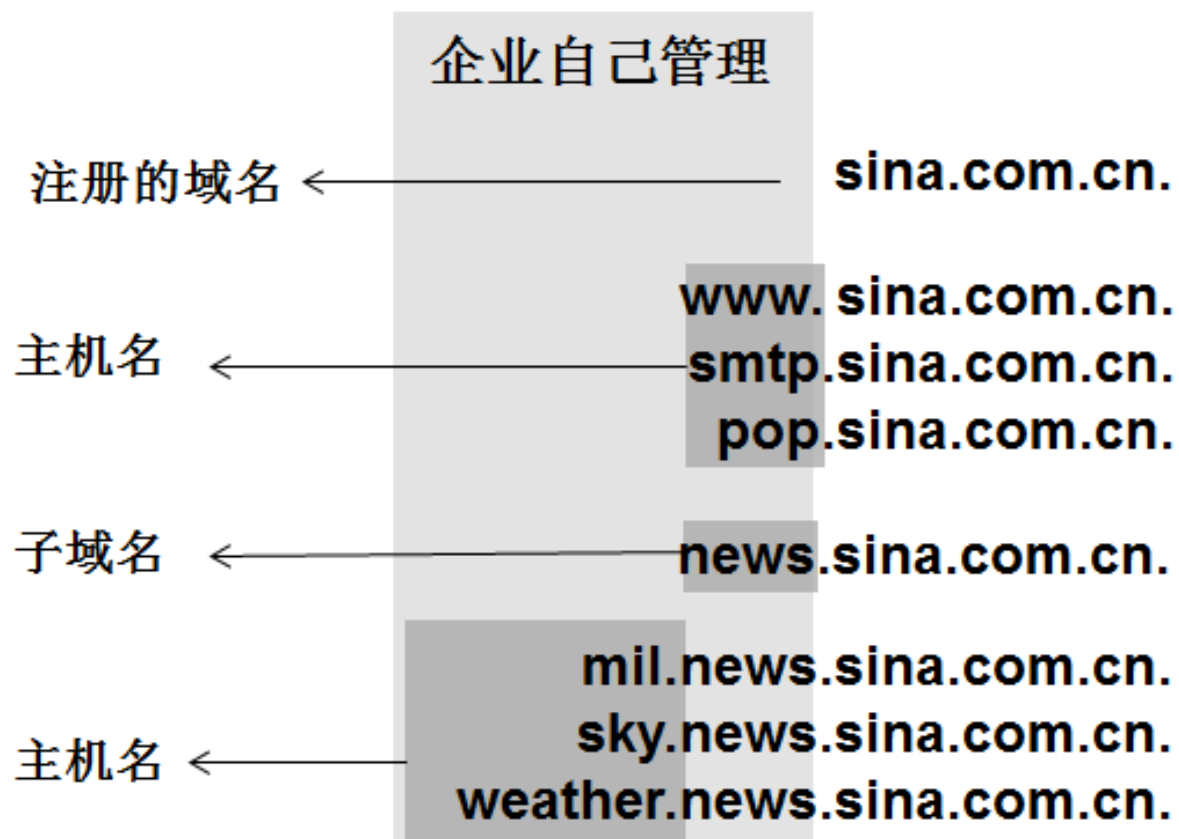 企业自己管理
注册的域名 sina.com.cn.
www. sina.com.cn.
主机名 smtp.sina.com.cn.
pop.sina.com.cn.
子域名 news.sina.com.cn.
mil.news.sina.com.cn.
sky.news.sina.com.cn.
主机名 weather.news.sina.com.cn.